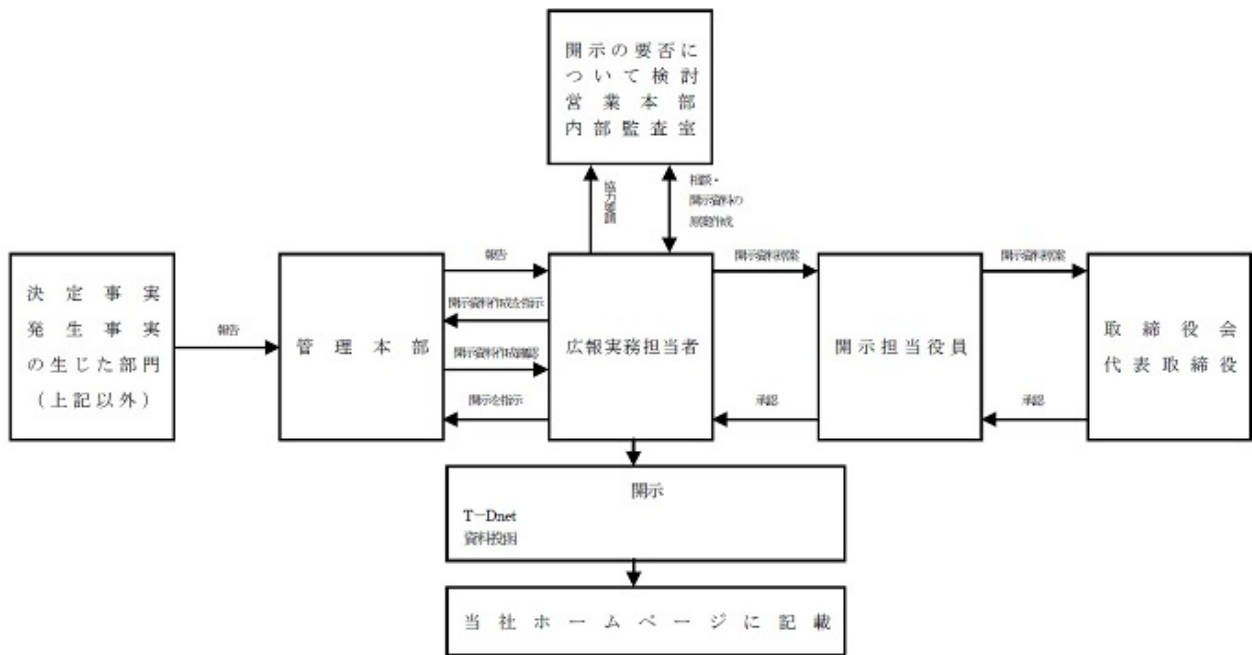 開示の要否に
ついて検討
営業本部
内部監査室
協力要請
相談・
開示資料の
原案作成
決定事実
発生事実
の生じた部門
(上記以外)
報告
管理本部
報告
開示資料作成を指示
開示資料作成確認
開示を指示
広報実務担当者
開示資料原案
承認
開示担当役員
開示資料原案
承認
取締役会
代表取締役
開示
T-Dnet
資料投函
当社ホームページに記載